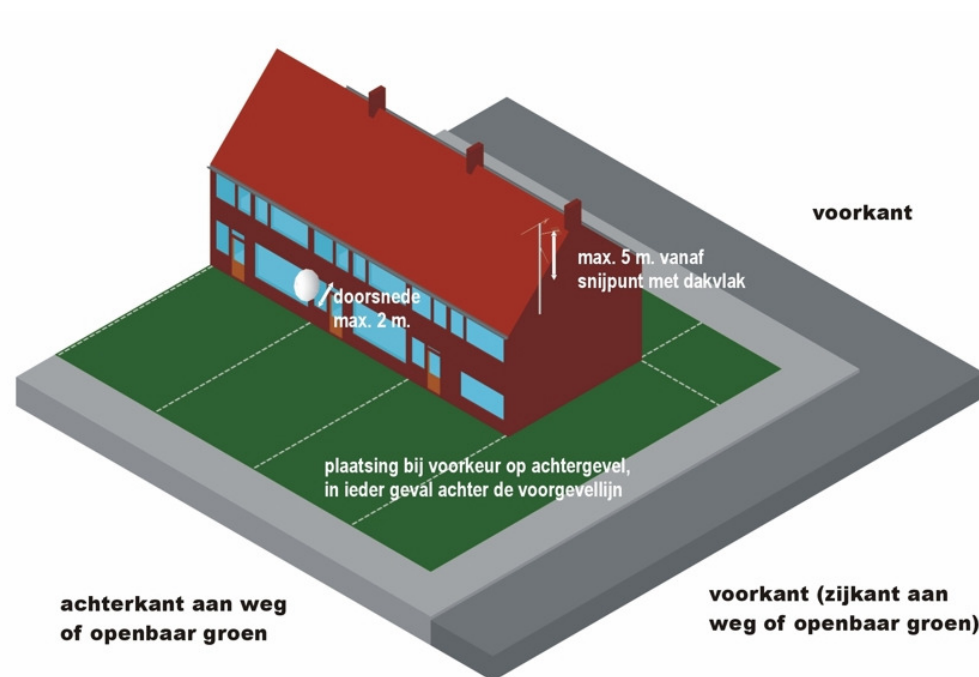 voorkant
max. 5 m. vanaf
snijpunt met dakvlak
doorsnede
max. 2 m.
plaatsing bij voorkeur op achtergevel,
in ieder geval achter de voorgevellijn
achterkant aan weg
of openbaar groen
voorkant (zijkant aan
weg of openbaar groen)